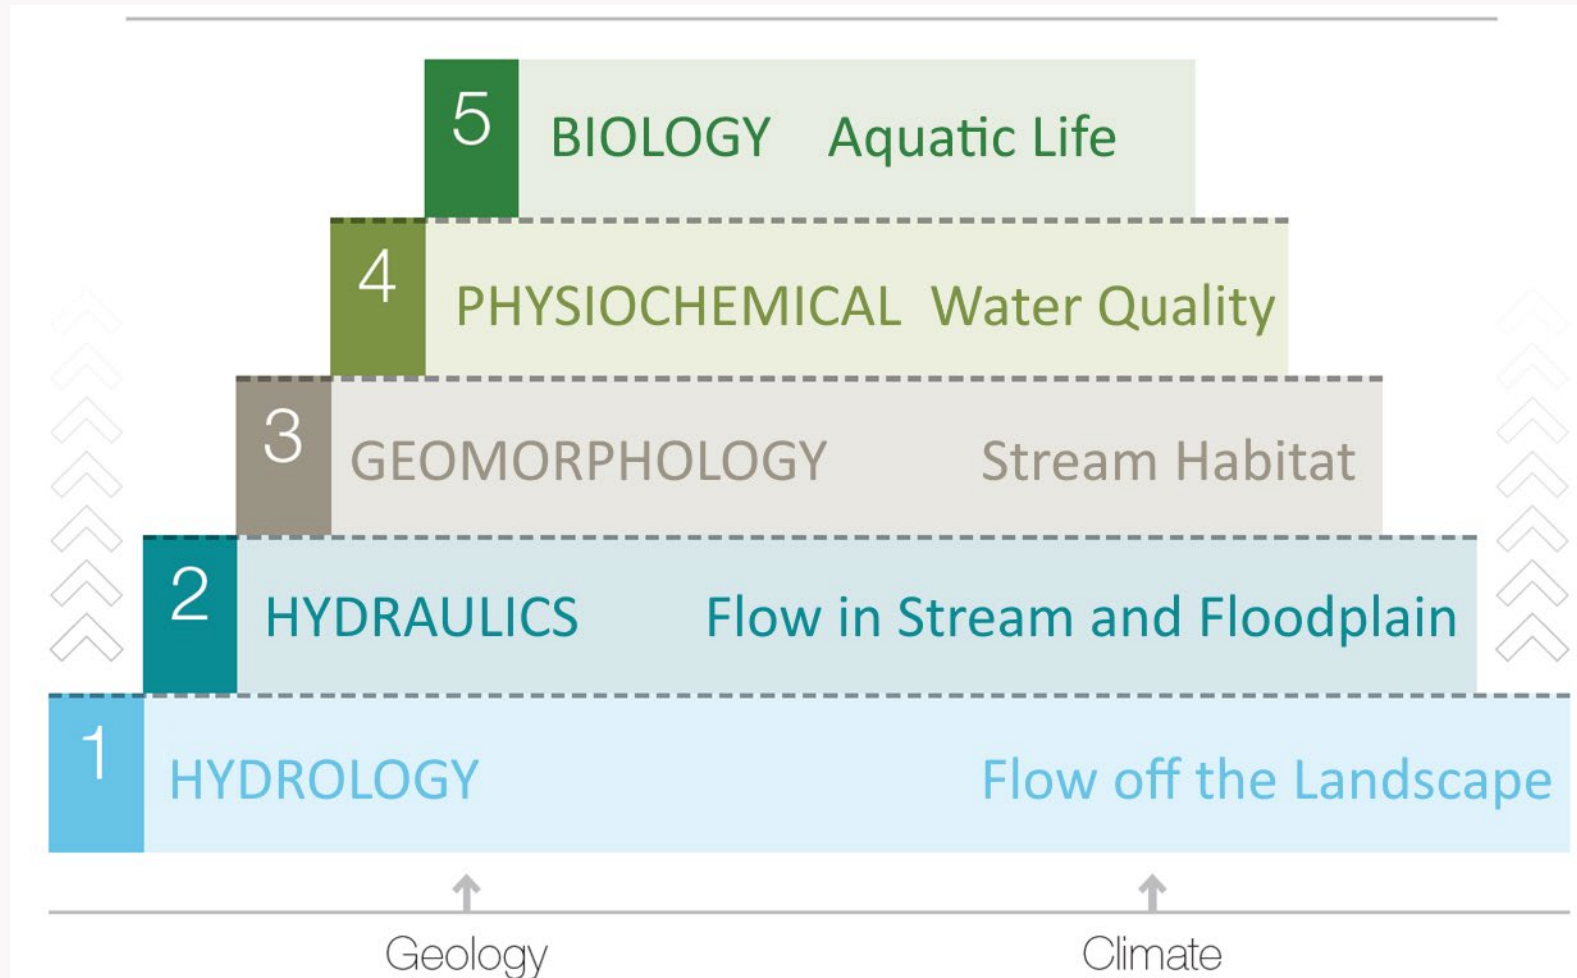 5 BIOLOGY Aquatic Life
4 PHYSIOCHEMICAL Water Quality
3 GEOMORPHOLOGY Stream Habitat
2 HYDRAULICS Flow in Stream and Floodplain
1 HYDROLOGY Flow off the Landscape
Geology Climate